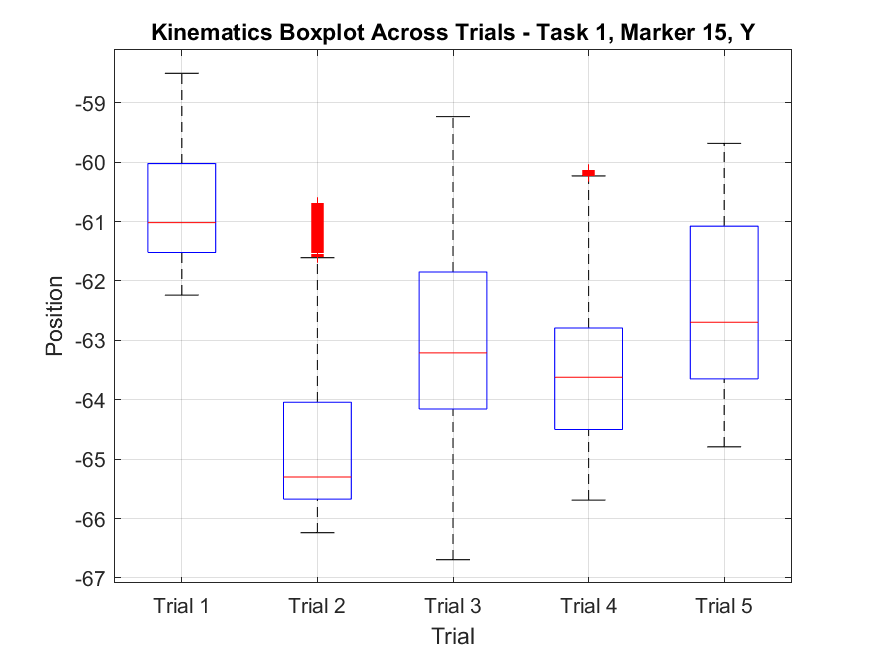 Kinematics Boxplot Across Trials - Task 1, Marker 15, Y
-59
-60
-61
-62
-63
-64
-65
-66
-67
Position
Trial 1 Trial 2 Trial 3 Trial 4 Trial 5
Trial